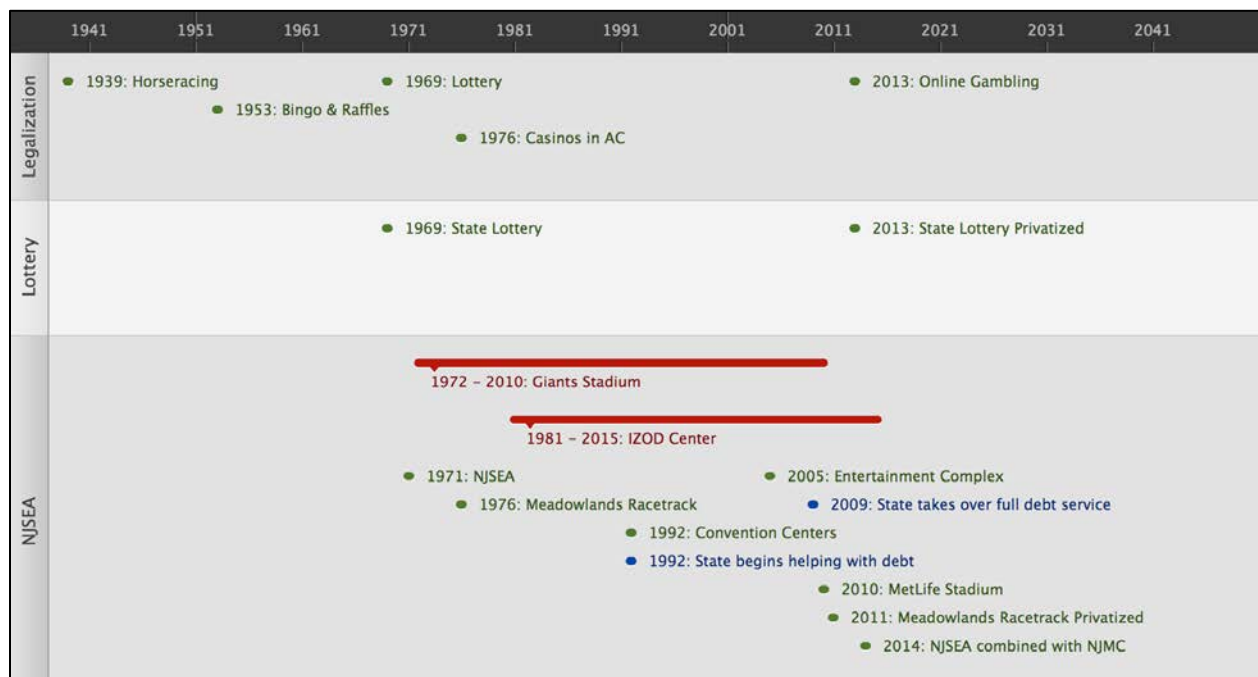 1941 1951 1961 1971 1981 1991 2001 2011 2021 2031 2041
Legalization
1939: Horseracing 1969: Lottery 2013: Online Gambling
1953: Bingo & Raffles
1976: Casinos in AC
Lottery
1969: State Lottery 2013: State Lottery Privatized
NJSEA
1972 – 2010: Giants Stadium
1981 – 2015: IZOD Center
1971: NJSEA 2005: Entertainment Complex
1976: Meadowlands Racetrack 2009: State takes over full debt service
1992: Convention Centers
1992: State begins helping with debt
2010: MetLife Stadium
2011: Meadowlands Racetrack Privatized
2014: NJSEA combined with NJMC